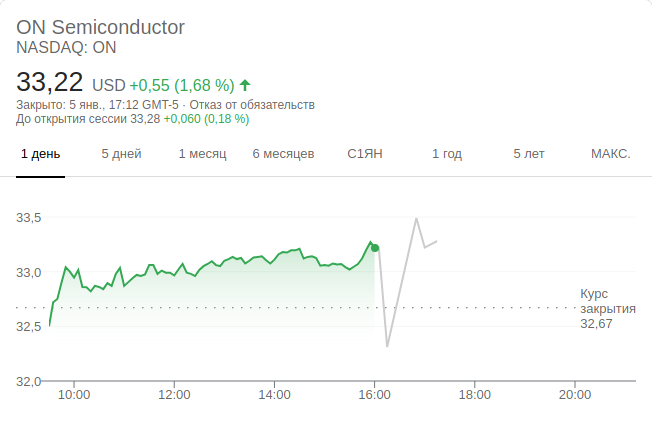 ON Semiconductor
NASDAQ: ON
33,22 USD +0,55 (1,68 %)
Закрыто: 5 янв., 17:12 GMT-5 · Отказ от обязательств
До открытия сессии 33,28 +0,060 (0,18 %)
1 день 5 дней 1 месяц 6 месяцев С1ЯН 1 год 5 лет МАКС.
33,5
33,0
32,5
32,0
Курс
закрытия
32,67
10:00 12:00 14:00 16:00 18:00 20:00